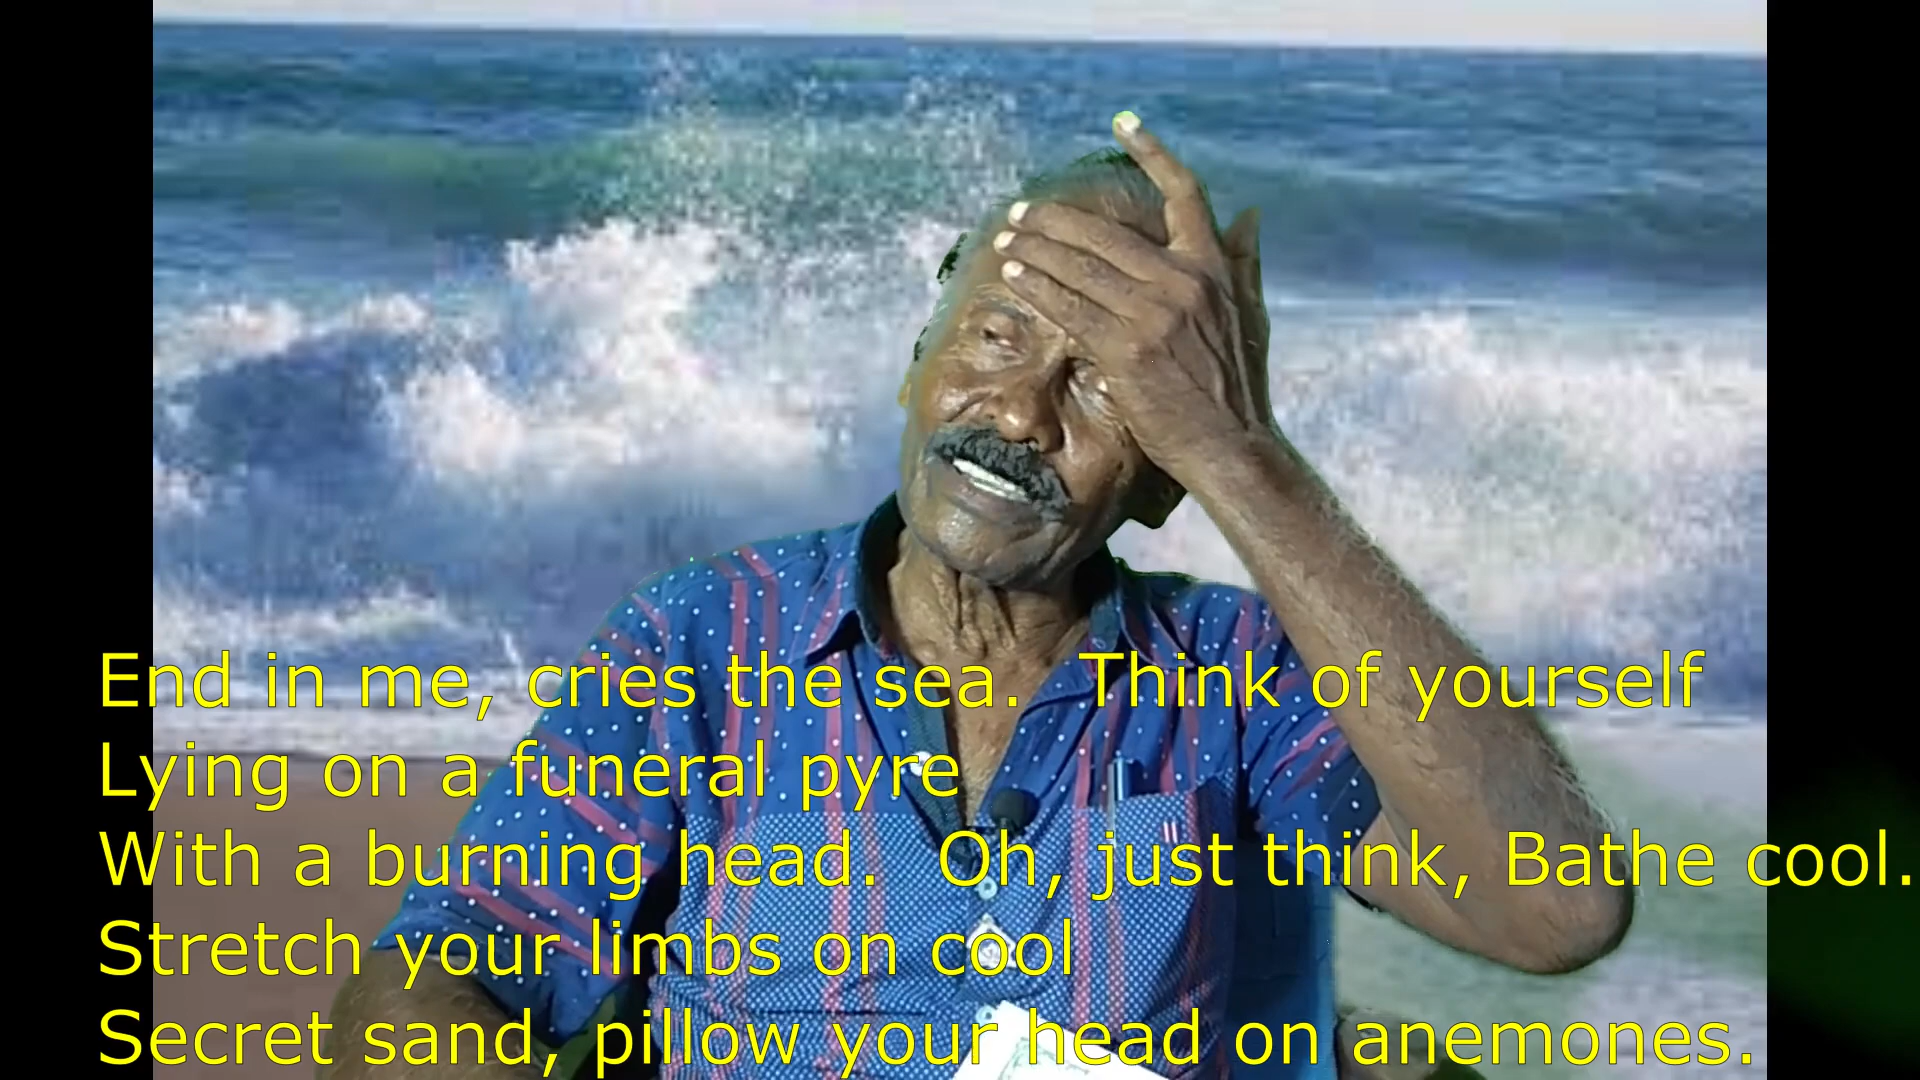 End in me, cries the sea.  Think of yourself
Lying on a funeral pyre
With a burning head.  Oh, just think, Bathe cool.
Stretch your limbs on cool
Secret sand, pillow your head on anemones.